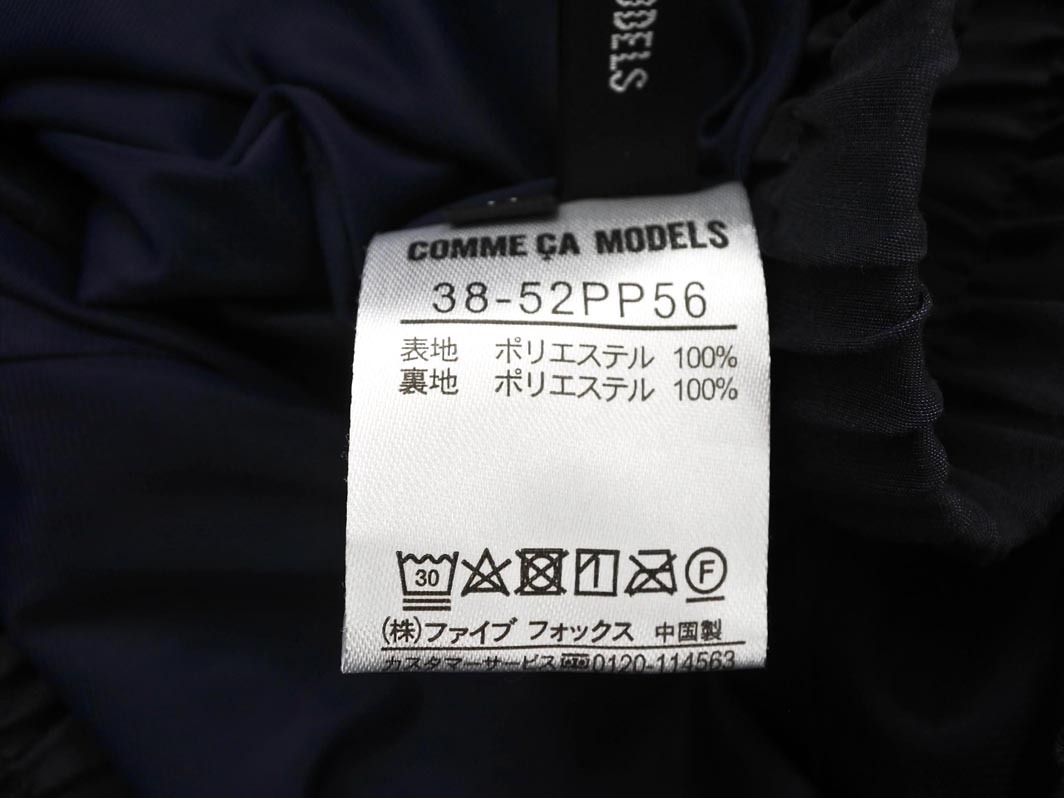 ODELS
COMME ÇA MODELS
38-52PP56
表地 ポリエステル 100%
裏地 ポリエステル 100%
30 F
(株)ファイブ フォックス 中国製
カスタマーサービス 0120-114563